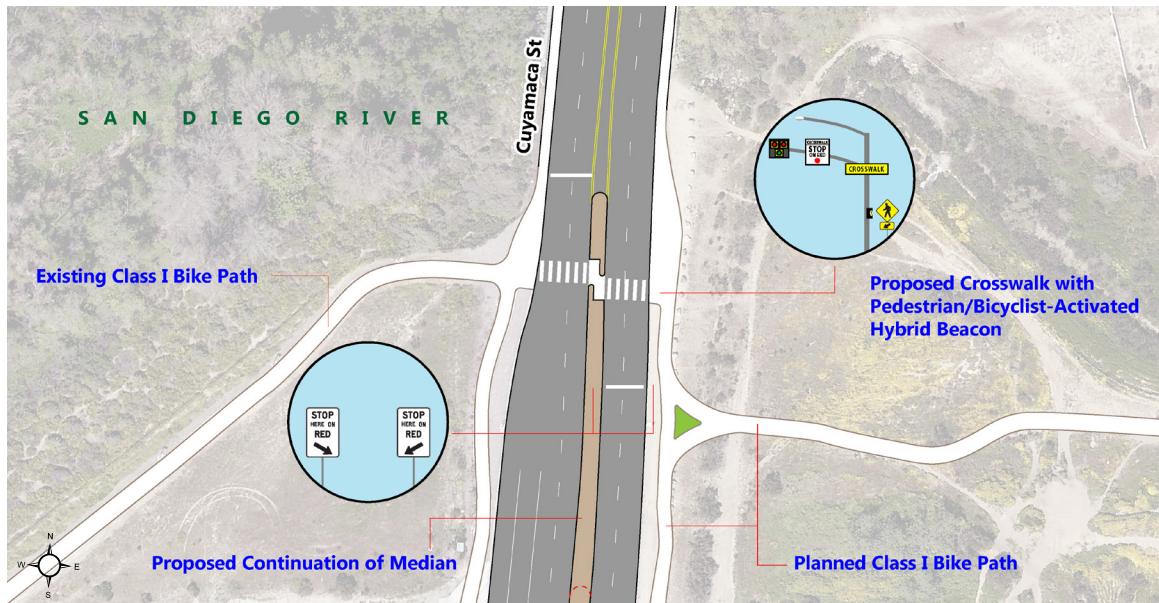 Cuyamaca St
SAN DIEGO RIVER
CROSSWALK
STOP
ON RED
CROSSWALK
Existing Class I Bike Path
Proposed Crosswalk with
Pedestrian/Bicyclist-Activated
Hybrid Beacon
STOP
HERE ON
RED
STOP
HERE ON
RED
N
W
E
S
Proposed Continuation of Median
Planned Class I Bike Path